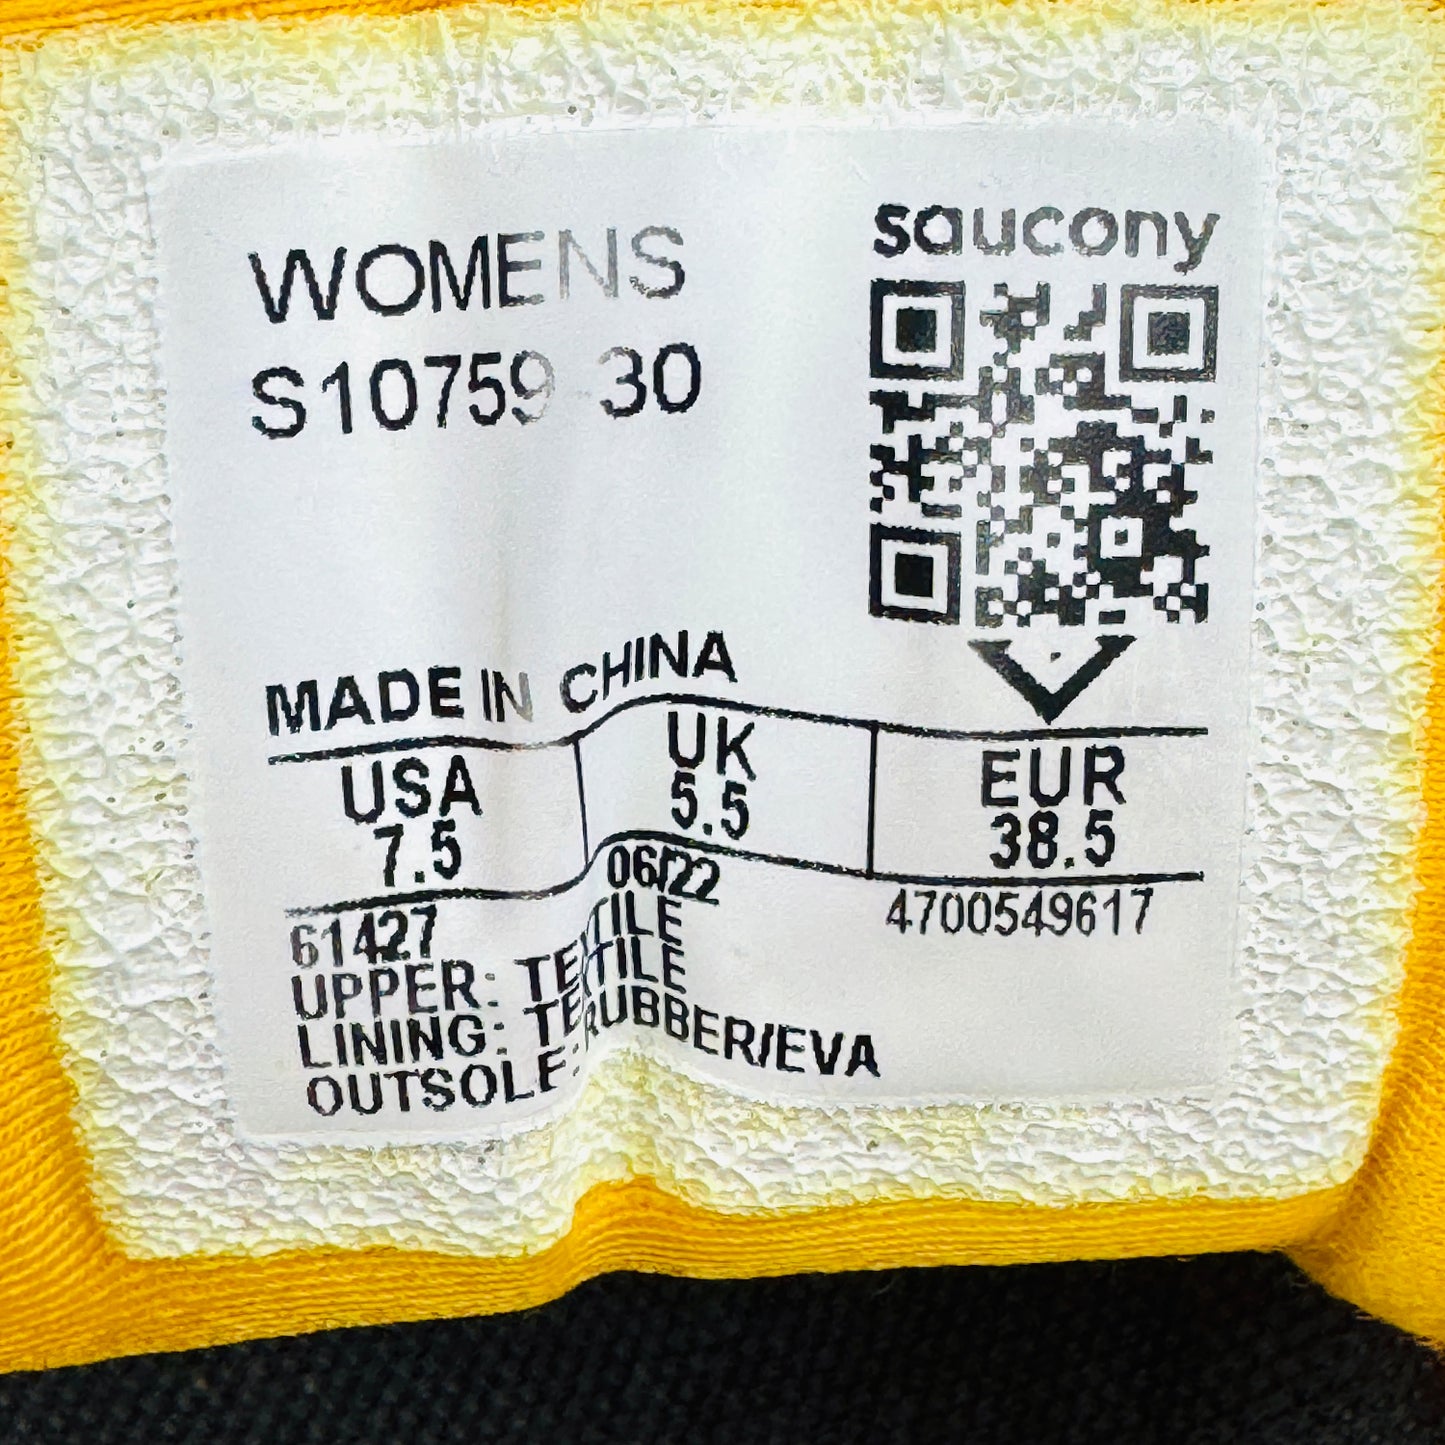 WOMENS
S10759 30
saucony
MADE IN CHINA
USA UK EUR
7.5 5.5 38.5
61427 06/22 4700549617
UPPER: TEXTILE
LINING: TEXTILE
OUTSOLE: RUBBER/EVA